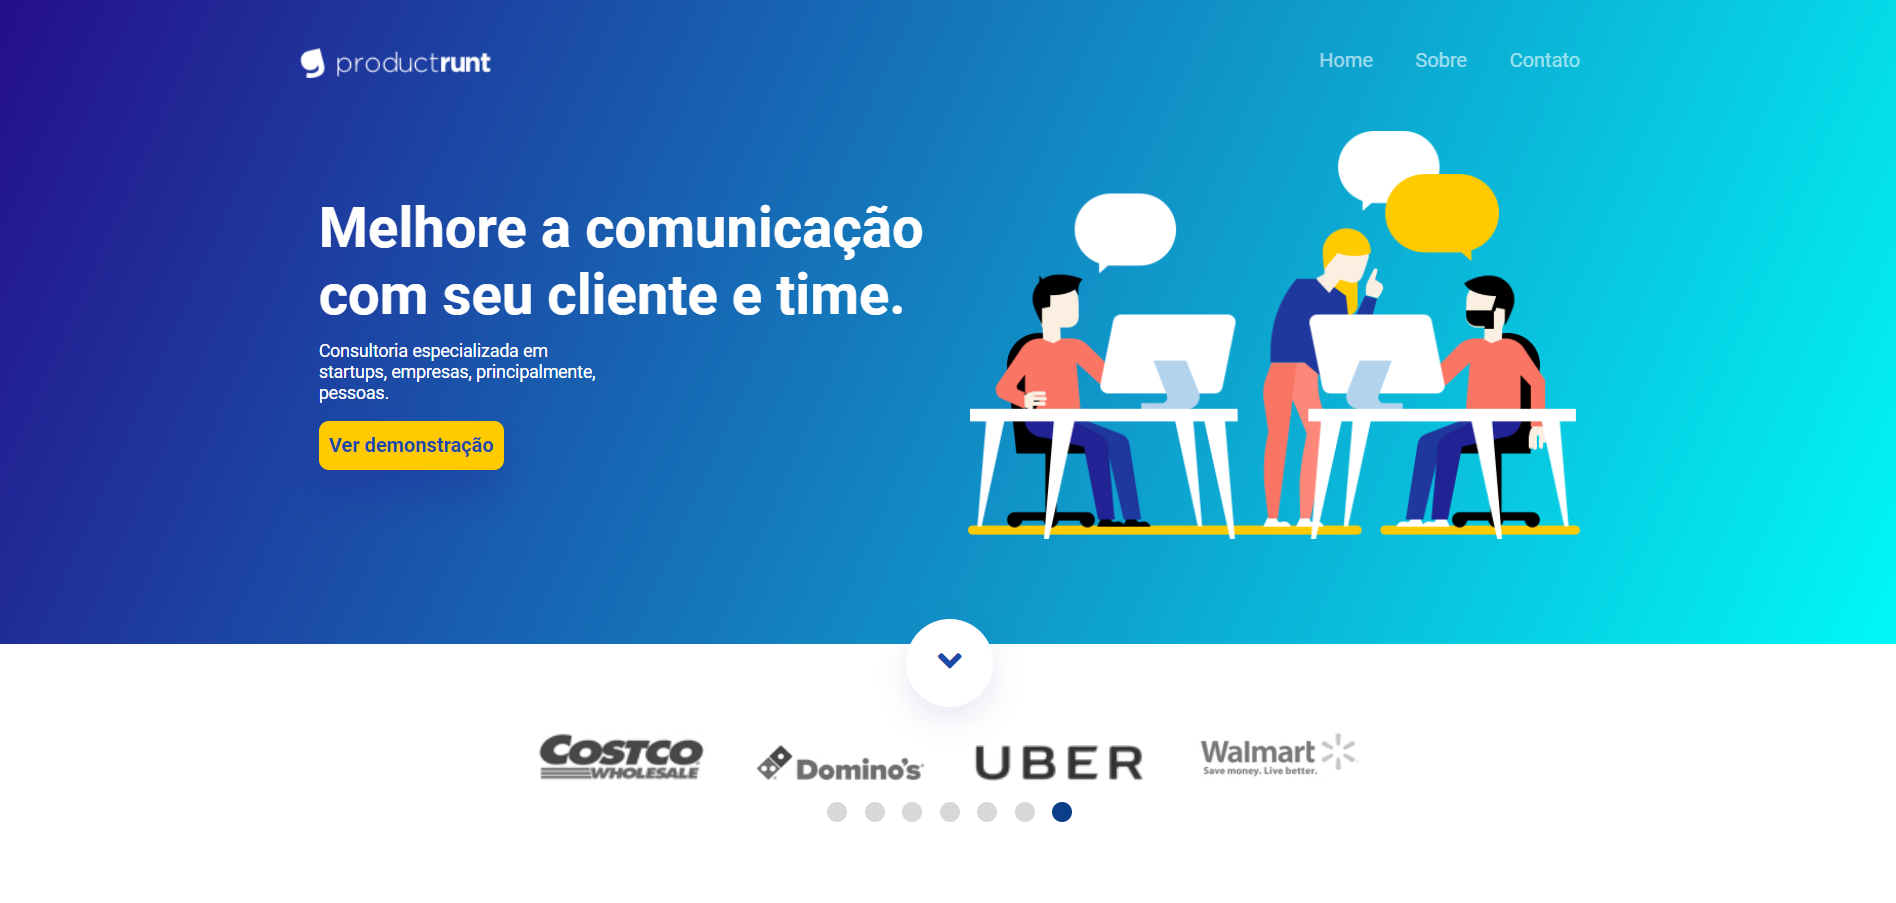 productrunt
Home Sobre Contato
Melhore a comunicação
com seu cliente e time.
Consultoria especializada em
startups, empresas, principalmente,
pessoas.
Ver demonstração
COSTCO
WHOLESALE
Domino's
UBER
Walmart
Save money. Live better.